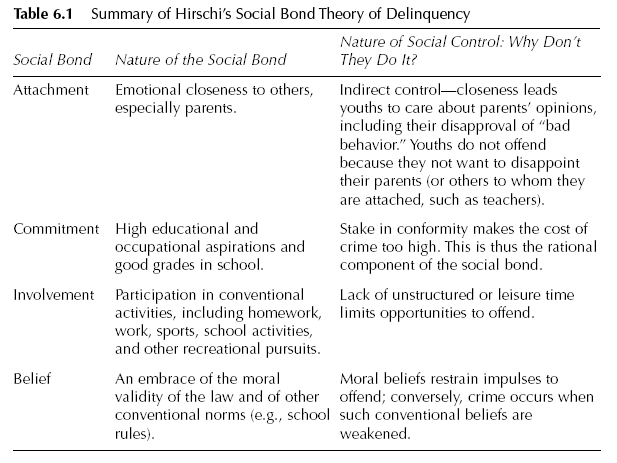 Table 6.1 Summary of Hirschi's Social Bond Theory of Delinquency
Nature of Social Control: Why Don't
Social Bond Nature of the Social Bond They Do It?
Attachment Emotional closeness to others, Indirect control—closeness leads
especially parents. youths to care about parents' opinions,
including their disapproval of "bad
behavior." Youths do not offend
because they not want to disappoint
their parents (or others to whom they
are attached, such as teachers).
Commitment High educational and Stake in conformity makes the cost of
occupational aspirations and crime too high. This is thus the rational
good grades in school. component of the social bond.
Involvement Participation in conventional Lack of unstructured or leisure time
activities, including homework, limits opportunities to offend.
work, sports, school activities,
and other recreational pursuits.
Belief An embrace of the moral Moral beliefs restrain impulses to
validity of the law and of other offend; conversely, crime occurs when
conventional norms (e.g., school such conventional beliefs are
rules). weakened.